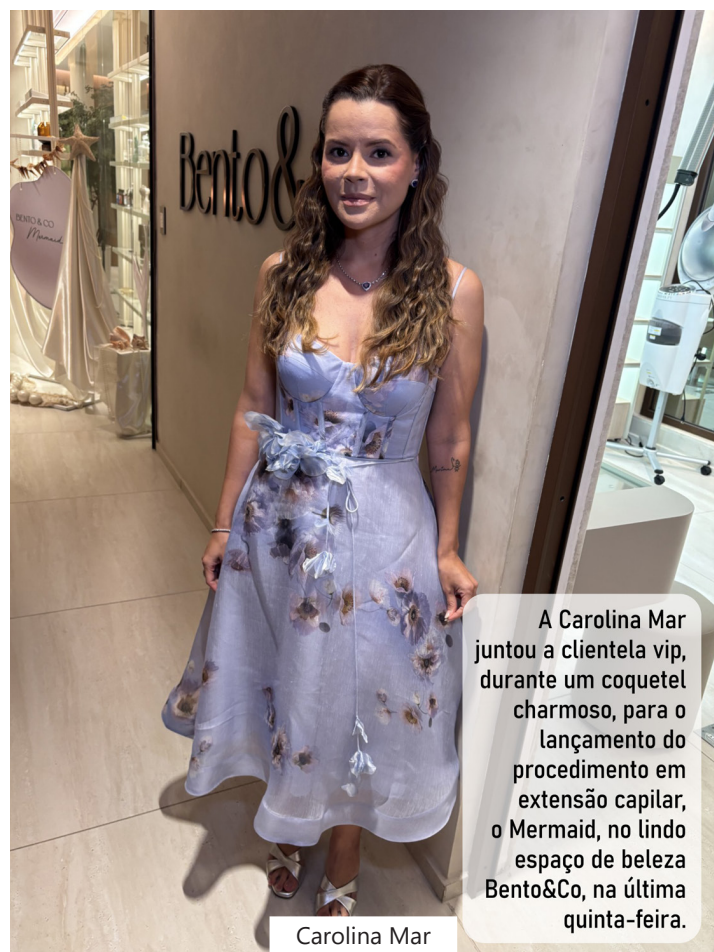 Bento&
BENTO & CO
Mermaid
A Carolina Mar
juntou a clientela vip,
durante um coquetel
charmoso, para o
lançamento do
procedimento em
extensão capilar,
o Mermaid, no lindo
espaço de beleza
Bento&Co, na última
quinta-feira.
Carolina Mar